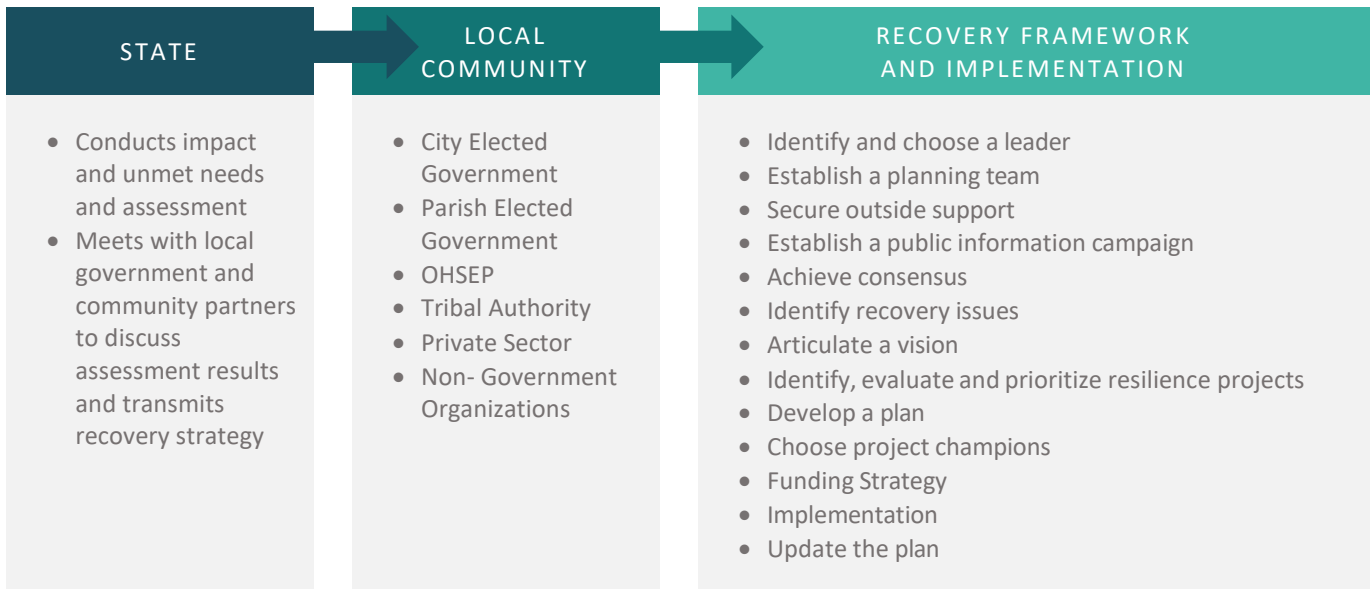 STATE
LOCAL
COMMUNITY
RECOVERY FRAMEWORK
AND IMPLEMENTATION
• Conducts impact
and unmet needs
and assessment
• Meets with local
government and
community partners
to discuss
assessment results
and transmits
recovery strategy
• City Elected
Government
• Parish Elected
Government
• OHSEP
• Tribal Authority
• Private Sector
• Non- Government
Organizations
• Identify and choose a leader
• Establish a planning team
• Secure outside support
• Establish a public information campaign
• Achieve consensus
• Identify recovery issues
• Articulate a vision
• Identify, evaluate and prioritize resilience projects
• Develop a plan
• Choose project champions
• Funding Strategy
• Implementation
• Update the plan